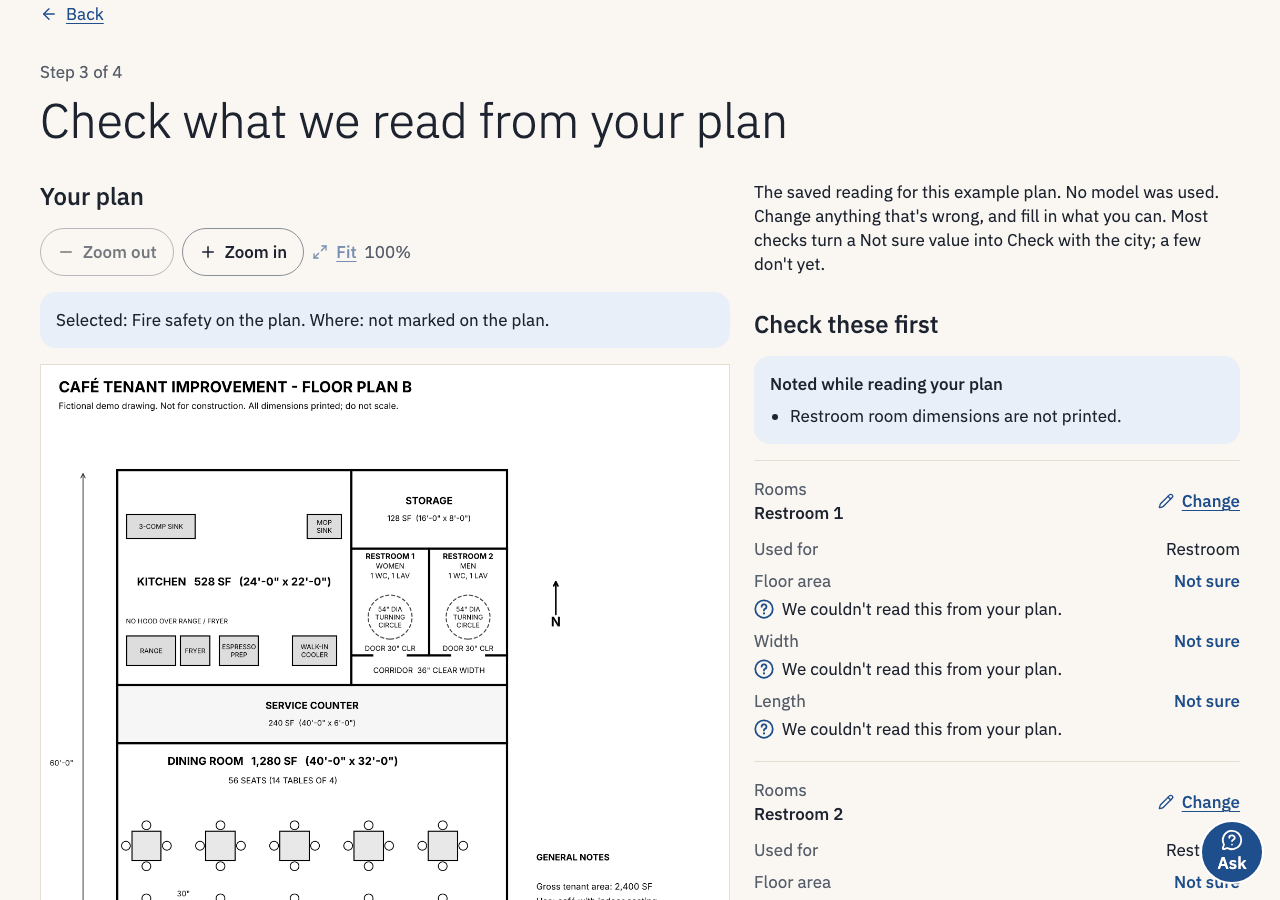 Back
Step 3 of 4
Check what we read from your plan
Your plan
Zoom out
Zoom in
Fit
100%
Selected: Fire safety on the plan. Where: not marked on the plan.
CAFÉ TENANT IMPROVEMENT - FLOOR PLAN B
Fictional demo drawing. Not for construction. All dimensions printed; do not scale.
STORAGE
128 SF (16'-0" x 8'-0")
3-COMP SINK
MOP
SINK
RESTROOM 1
WOMEN
1 WC, 1 LAV
RESTROOM 2
MEN
1 WC, 1 LAV
KITCHEN 528 SF (24'-0" x 22'-0")
54" DIA
TURNING
CIRCLE
54" DIA
TURNING
CIRCLE
N
NO HOOD OVER RANGE / FRYER
RANGE
FRYER
ESPRESSO
PREP
WALK-IN
COOLER
DOOR 30" CLR
DOOR 30" CLR
CORRIDOR 36" CLEAR WIDTH
SERVICE COUNTER
240 SF (40'-0" x 6'-0")
60'-0"
DINING ROOM 1,280 SF (40'-0" x 32'-0")
56 SEATS (14 TABLES OF 4)
30"
GENERAL NOTES
Gross tenant area: 2,400 SF
The saved reading for this example plan. No model was used.
Change anything that's wrong, and fill in what you can. Most
checks turn a Not sure value into Check with the city; a few
don't yet.
Check these first
Noted while reading your plan
• Restroom room dimensions are not printed.
Rooms
Restroom 1
Change
Used for
Restroom
Floor area
Not sure
We couldn't read this from your plan.
Width
Not sure
We couldn't read this from your plan.
Length
Not sure
We couldn't read this from your plan.
Rooms
Restroom 2
Change
Used for
Rest
Floor area
Not sure
Ask